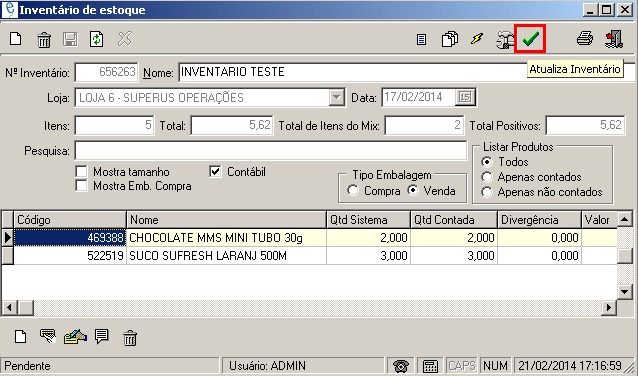 Inventário de estoque
Atualiza Inventário
Nº Inventário: 656263 Nome: INVENTARIO TESTE
Loja: LOJA 6 - SUPERUS OPERAÇÕES Data: 17/02/2014 15
Itens: 5 Total: 5,62 Total de Itens do Mix: 2 Total Positivos: 5,62
Pesquisa:
Mostra tamanho Contábil
Mostra Emb. Compra
Tipo Embalagem
Compra Venda
Listar Produtos
Todos
Apenas contados
Apenas não contados
Código Nome Qtd Sistema Qtd Contada Divergência Valor
469388 CHOCOLATE MMS MINI TUBO 30g 2,000 2,000 0,000
522519 SUCO SUFRESH LARANJ 500M 3,000 3,000 0,000
Pendente Usuário: ADMIN CAPS NUM 21/02/2014 17:16:59